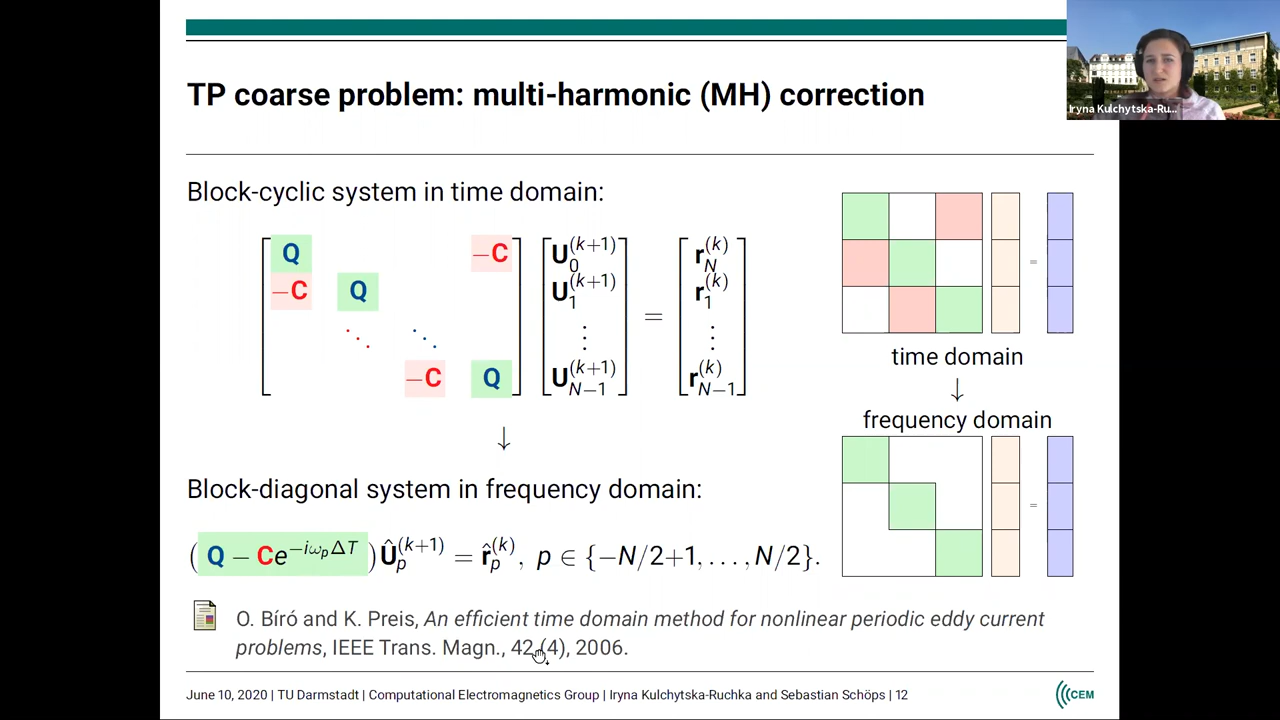 TP coarse problem: multi-harmonic (MH) correction
Iryna Kulchytska-Ru...
Block-cyclic system in time domain:
Q −C U_0^(k+1) r_N^(k)
−C Q U_1^(k+1) r_1^(k)
⋱ ⋱ ⋮ = ⋮
−C Q U_{N−1}^(k+1) r_{N−1}^(k)
=
time domain
↓
frequency domain
=
↓
Block-diagonal system in frequency domain:
(Q − Ce^{−iω_pΔT})Û_p^(k+1) = r̂_p^(k), p ∈ {−N/2+1, . . . , N/2}.
O. Bíró and K. Preis, An efficient time domain method for nonlinear periodic eddy current
problems, IEEE Trans. Magn., 42 (4), 2006.
June 10, 2020 | TU Darmstadt | Computational Electromagnetics Group | Iryna Kulchytska-Ruchka and Sebastian Schöps | 12
CEM